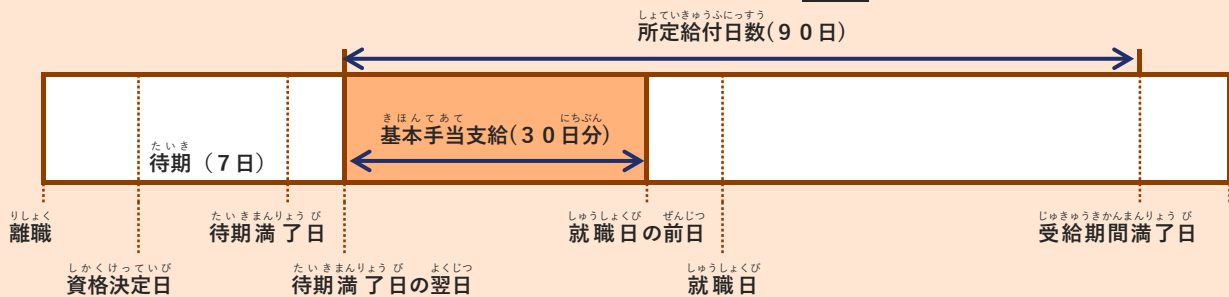 しょていきゅうふにっすう
所定給付日数(９０日)
きほんてあて にちぶん
基本手当支給(３０日分)
たいき
待期（７日）
りしょく たいきまんりょう び しゅうしょくび ぜんじつ じゅきゅうきかんまんりょう び
離職 待期満了日 就職日の前日 受給期間満了日
しかくけっていび たいきまんりょう び よくじつ しゅうしょくび
資格決定日 待期満了日の翌日 就職日